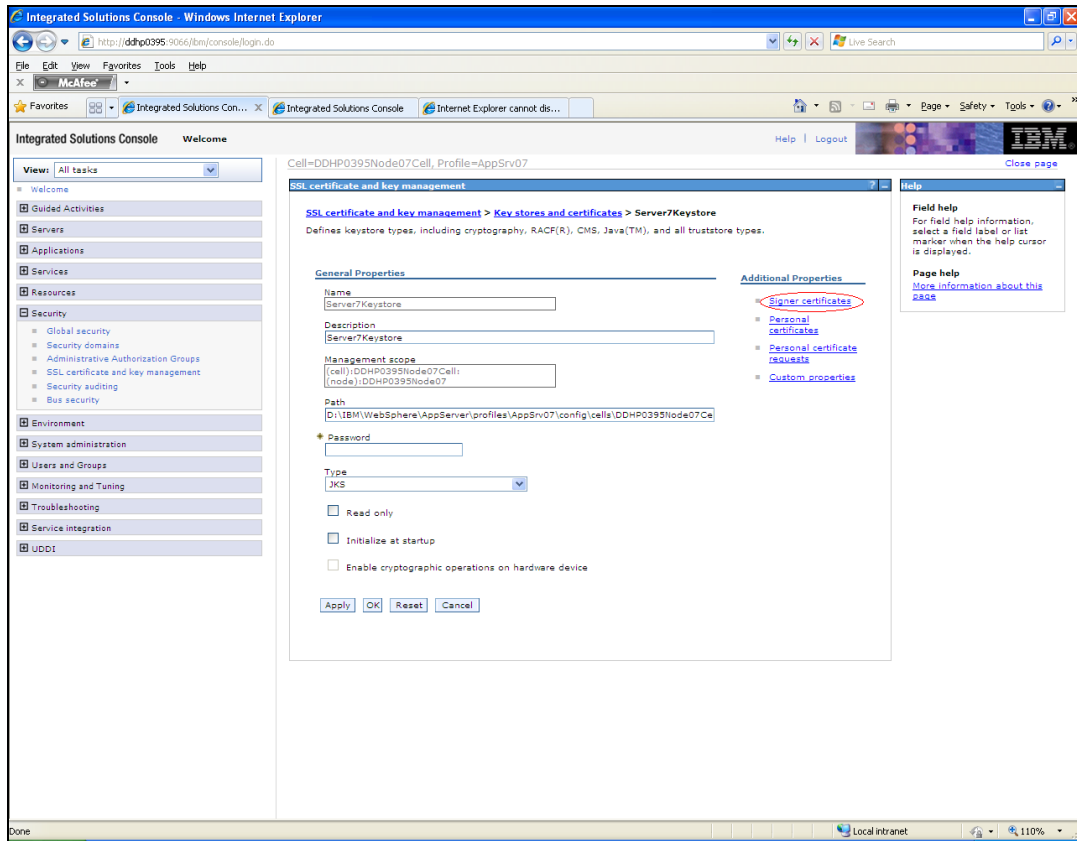 Integrated Solutions Console - Windows Internet Explorer
http://ddhp0395:9066/ibm/console/login.do
Live Search
File Edit View Favorites Tools Help
McAfee
Favorites
Integrated Solutions Con...
Integrated Solutions Console
Internet Explorer cannot dis...
Page Safety Tools
Integrated Solutions Console Welcome
Help | Logout
IBM.
View: All tasks
Welcome
Guided Activities
Servers
Applications
Services
Resources
Security
Global security
Security domains
Administrative Authorization Groups
SSL certificate and key management
Security auditing
Bus security
Environment
System administration
Users and Groups
Monitoring and Tuning
Troubleshooting
Service integration
UDDI
Cell=DDHP0395Node07Cell, Profile=AppSrv07
Close page
SSL certificate and key management ? –
SSL certificate and key management > Key stores and certificates > Server7Keystore
Defines keystore types, including cryptography, RACF(R), CMS, Java(TM), and all truststore types.
General Properties
Name
Server7Keystore
Description
Server7Keystore
Management scope
(cell):DDHP0395Node07Cell:
(node):DDHP0395Node07
Path
D:\IBM\WebSphere\AppServer\profiles\AppSrv07\config\cells\DDHP0395Node07Ce
Password
Type
JKS
Read only
Initialize at startup
Enable cryptographic operations on hardware device
Apply OK Reset Cancel
Additional Properties
Signer certificates
Personal
certificates
Personal certificate
requests
Custom properties
Help –
Field help
For field help information,
select a field label or list
marker when the help cursor
is displayed.
Page help
More information about this
page
Done
Local intranet
110%